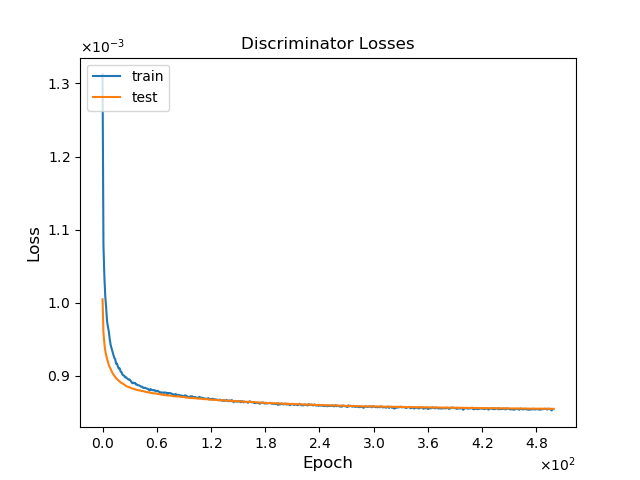 Discriminator Losses
×10⁻³
train
test
1.3
1.2
1.1
1.0
0.9
Loss
0.0 0.6 1.2 1.8 2.4 3.0 3.6 4.2 4.8
Epoch
×10²